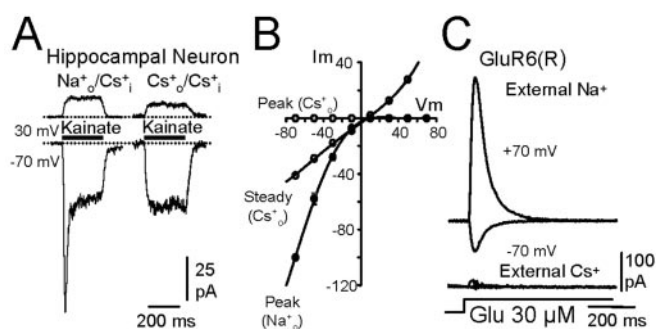 A
Hippocampal Neuron
Na⁺ₒ/Cs⁺ᵢ Cs⁺ₒ/Cs⁺ᵢ
30 mV
Kainate Kainate
-70 mV
25
pA
200 ms
B
Im
40
Peak (Cs⁺ₒ)
Vm
-80 -40 40 80
-40
Steady
(Cs⁺ₒ)
-80
-120
Peak
(Na⁺ₒ)
C
GluR6(R)
External Na⁺
+70 mV
-70 mV
External Cs⁺
100
pA
Glu 30 µM
200 ms